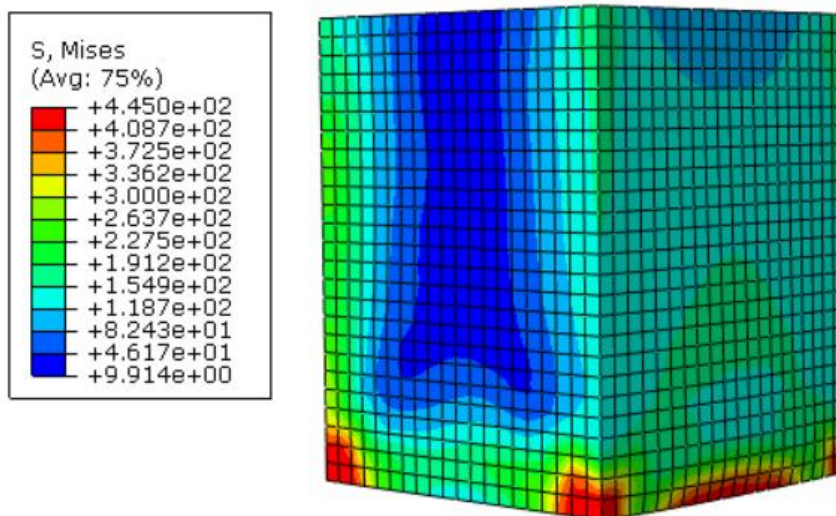 S, Mises
(Avg: 75%)
+4.450e+02
+4.087e+02
+3.725e+02
+3.362e+02
+3.000e+02
+2.637e+02
+2.275e+02
+1.912e+02
+1.549e+02
+1.187e+02
+8.243e+01
+4.617e+01
+9.914e+00